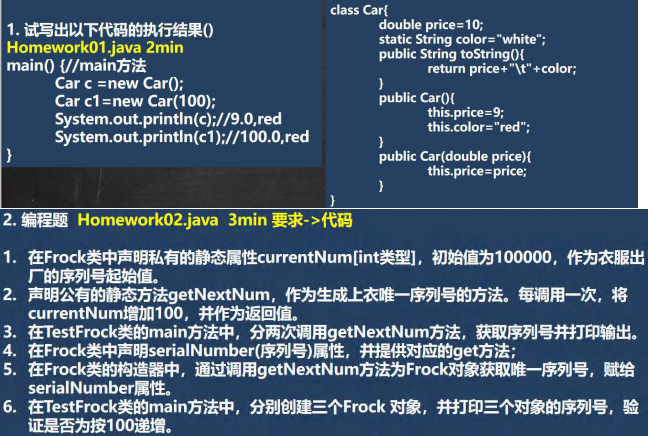 1. 试写出以下代码的执行结果()
Homework01.java 2min
main() {//main方法
Car c =new Car();
Car c1=new Car(100);
System.out.println(c);//9.0,red
System.out.println(c1);//100.0,red
}
class Car{
double price=10;
static String color="white";
public String toString(){
return price+"\t"+color;
}
public Car(){
this.price=9;
this.color="red";
}
public Car(double price){
this.price=price;
}
}
2. 编程题 Homework02.java 3min 要求->代码
1. 在Frock类中声明私有的静态属性currentNum[int类型]，初始值为100000，作为衣服出
厂的序列号起始值。
2. 声明公有的静态方法getNextNum，作为生成上衣唯一序列号的方法。每调用一次，将
currentNum增加100，并作为返回值。
3. 在TestFrock类的main方法中，分两次调用getNextNum方法，获取序列号并打印输出。
4. 在Frock类中声明serialNumber(序列号)属性，并提供对应的get方法；
5. 在Frock类的构造器中，通过调用getNextNum方法为Frock对象获取唯一序列号，赋给
serialNumber属性。
6. 在TestFrock类的main方法中，分别创建三个Frock 对象，并打印三个对象的序列号，验
证是否为按100递增。